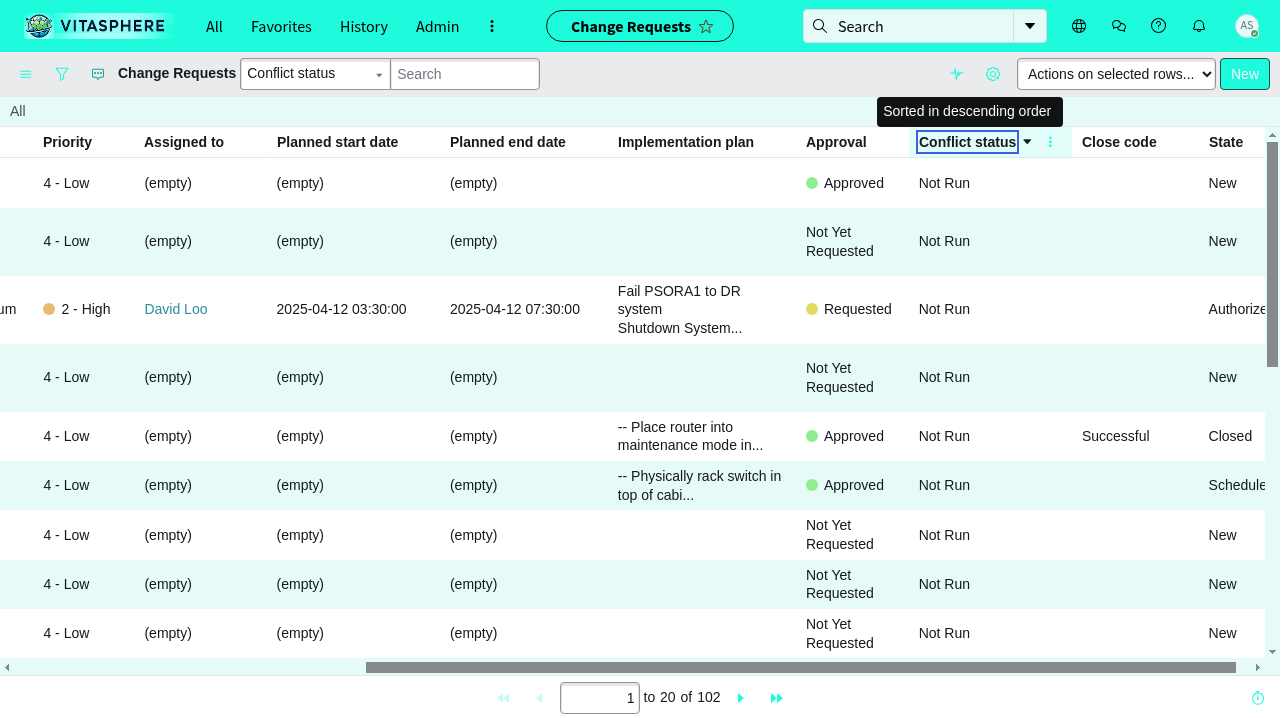 VITASPHERE All Favorites History Admin Change Requests Search AS
Change Requests Conflict status Search Actions on selected rows... New
All
Sorted in descending order
Priority Assigned to Planned start date Planned end date Implementation plan Approval Conflict status Close code State
4 - Low (empty) (empty) (empty) Approved Not Run New
4 - Low (empty) (empty) (empty) Not Yet Requested Not Run New
um 2 - High David Loo 2025-04-12 03:30:00 2025-04-12 07:30:00 Fail PSORA1 to DR system Shutdown System... Requested Not Run Authorize
4 - Low (empty) (empty) (empty) Not Yet Requested Not Run New
4 - Low (empty) (empty) (empty) -- Place router into maintenance mode in... Approved Not Run Successful Closed
4 - Low (empty) (empty) (empty) -- Physically rack switch in top of cabi... Approved Not Run Schedule
4 - Low (empty) (empty) (empty) Not Yet Requested Not Run New
4 - Low (empty) (empty) (empty) Not Yet Requested Not Run New
4 - Low (empty) (empty) (empty) Not Yet Requested Not Run New
1 to 20 of 102